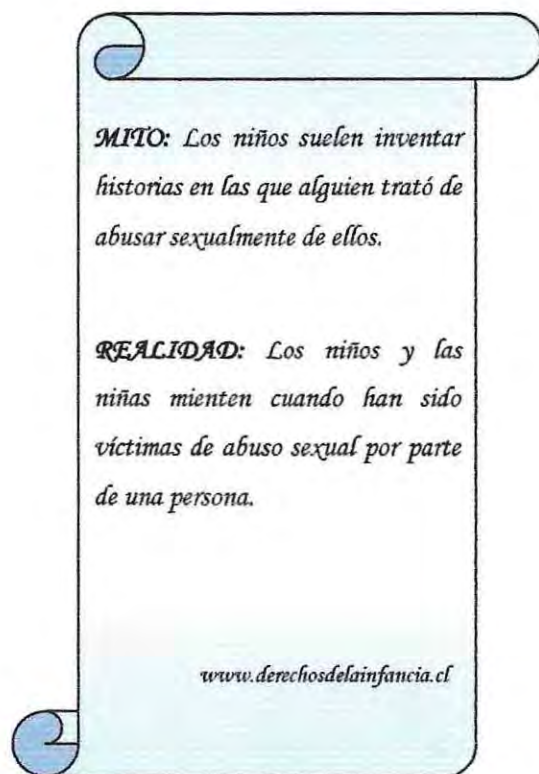 MITO: Los niños suelen inventar
historias en las que alguien trató de
abusar sexualmente de ellos.
REALIDAD: Los niños y las
niñas mienten cuando han sido
víctimas de abuso sexual por parte
de una persona.
www.derechosdelainfancia.cl